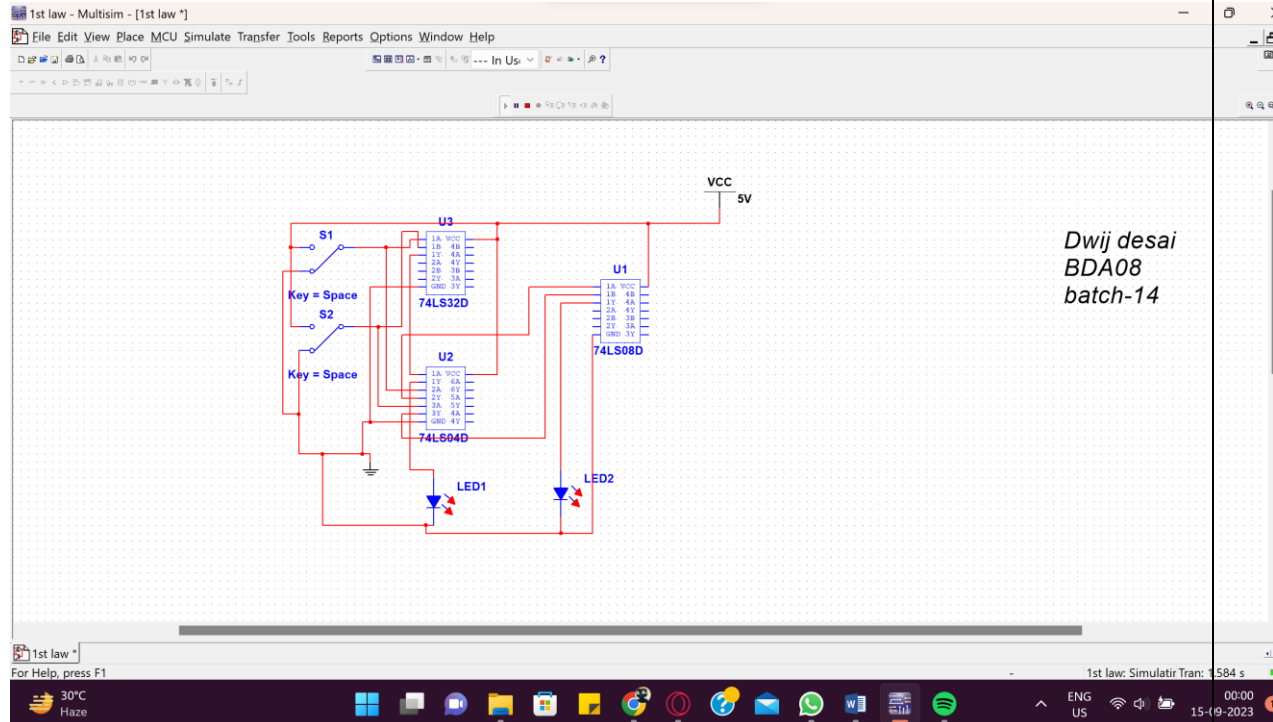 1st law - Multisim - [1st law *]
File Edit View Place MCU Simulate Transfer Tools Reports Options Window Help
--- In Us
VCC
5V
U3
S1
1A VCC
1B 4B
1Y 4A
2A 4Y
2B 3B
2Y 3A
GND 3Y
74LS32D
Key = Space
S2
Key = Space
U1
1A VCC
1B 4B
1Y 4A
2A 4Y
2B 3B
2Y 3A
GND 3Y
74LS08D
U2
1A VCC
1Y 6A
2A 6Y
2Y 5A
3A 5Y
3Y 4A
GND 4Y
74LS04D
LED1
LED2
Dwij desai
BDA08
batch-14
1st law *
For Help, press F1
-
1st law: Simulatir Tran: 1.584 s
30°C
Haze
ENG
US
00:00
15-09-2023